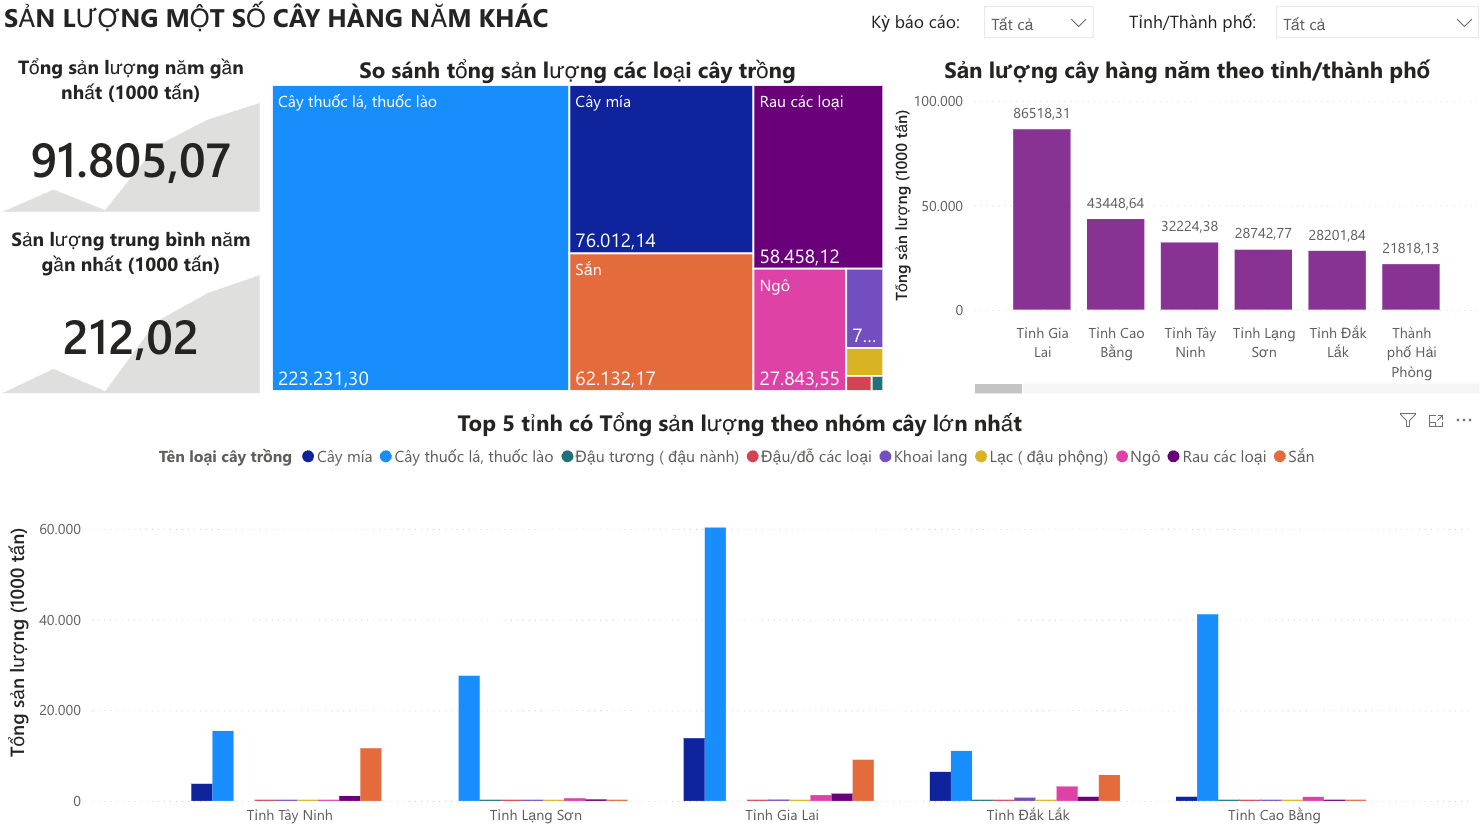 SẢN LƯỢNG MỘT SỐ CÂY HÀNG NĂM KHÁC
Kỳ báo cáo:
Tất cả
Tỉnh/Thành phố:
Tất cả
Tổng sản lượng năm gần
nhất (1000 tấn)
91.805,07
Sản lượng trung bình năm
gần nhất (1000 tấn)
212,02
So sánh tổng sản lượng các loại cây trồng
Cây thuốc lá, thuốc lào
223.231,30
Cây mía
76.012,14
Sắn
62.132,17
Rau các loại
58.458,12
Ngô
27.843,55
7...
Sản lượng cây hàng năm theo tỉnh/thành phố
Tổng sản lượng (1000 tấn)
100.000
50.000
0
86518,31
43448,64
32224,38
28742,77
28201,84
21818,13
Tỉnh Gia
Lai
Tỉnh Cao
Bằng
Tỉnh Tây
Ninh
Tỉnh Lạng
Sơn
Tỉnh Đắk
Lắk
Thành
phố Hải
Phòng
Top 5 tỉnh có Tổng sản lượng theo nhóm cây lớn nhất
Tên loại cây trồng Cây mía Cây thuốc lá, thuốc lào Đậu tương ( đậu nành) Đậu/đỗ các loại Khoai lang Lạc ( đậu phộng) Ngô Rau các loại Sắn
Tổng sản lượng (1000 tấn)
60.000
40.000
20.000
0
Tỉnh Tây Ninh
Tỉnh Lạng Sơn
Tỉnh Gia Lai
Tỉnh Đắk Lắk
Tỉnh Cao Bằng